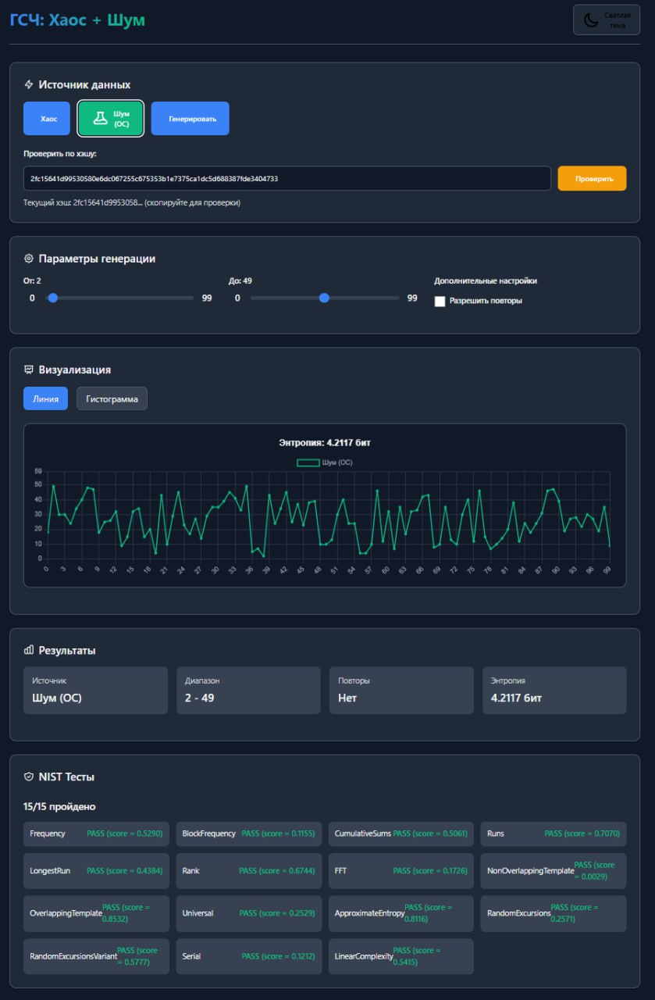 ГСЧ: Хаос + Шум
Светлая
тема
Источник данных
Хаос
Шум
(ОС)
Генерировать
Проверить по хэшу:
2fc15641d99530580e6dc067255c675353b1e7375ca1dc5d688387fde3404733
Проверить
Текущий хэш: 2fc15641d9953058... (скопируйте для проверки)
Параметры генерации
От: 2
До: 49
Дополнительные настройки
0 99
0 99
Разрешить повторы
Визуализация
Линия
Гистограмма
Энтропия: 4.2117 бит
Шум (ОС)
59
50
40
30
20
10
0
0 3 6 9 12 15 18 21 24 27 30 33 36 39 42 45 48 51 54 57 60 63 66 69 72 75 78 81 84 87 90 93 96 99
Результаты
Источник
Шум (ОС)
Диапазон
2 - 49
Повторы
Нет
Энтропия
4.2117 бит
NIST Тесты
15/15 пройдено
Frequency PASS (score = 0.5290)
BlockFrequency PASS (score = 0.1155)
CumulativeSums PASS (score = 0.5061)
Runs PASS (score = 0.7070)
LongestRun PASS (score = 0.4384)
Rank PASS (score = 0.6744)
FFT PASS (score = 0.1726)
NonOverlappingTemplate PASS (score
= 0.0029)
OverlappingTemplate PASS (score =
0.8532)
Universal PASS (score = 0.2529)
ApproximateEntropy PASS (score =
0.8116)
RandomExcursions PASS (score =
0.2571)
RandomExcursionsVariant PASS (score
= 0.5777)
Serial PASS (score = 0.1212)
LinearComplexity PASS (score =
0.5415)